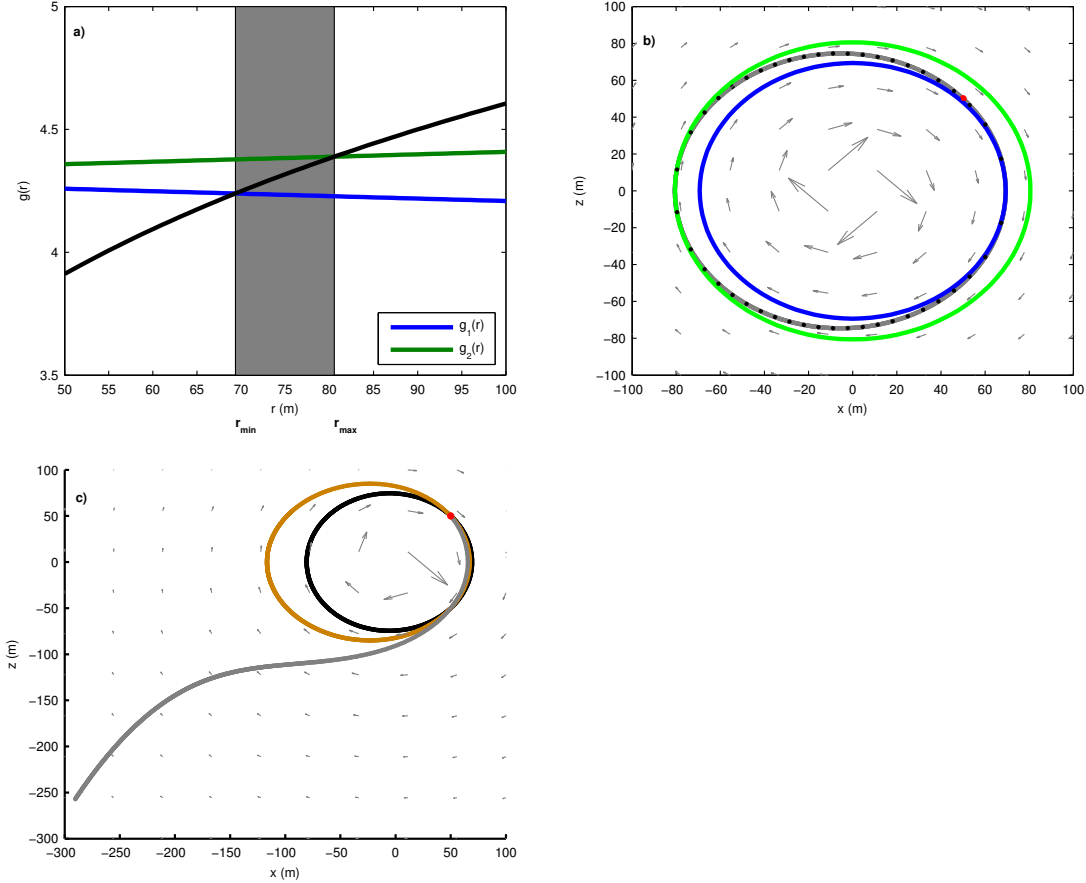 a)
g(r)
5
4.5
4
3.5
50 55 60 65 70 75 80 85 90 95 100
r (m)
r_min r_max
g_1(r)
g_2(r)
b)
z (m)
100
80
60
40
20
0
−20
−40
−60
−80
−100
−100 −80 −60 −40 −20 0 20 40 60 80 100
x (m)
c)
z (m)
100
50
0
−50
−100
−150
−200
−250
−300
−300 −250 −200 −150 −100 −50 0 50 100
x (m)